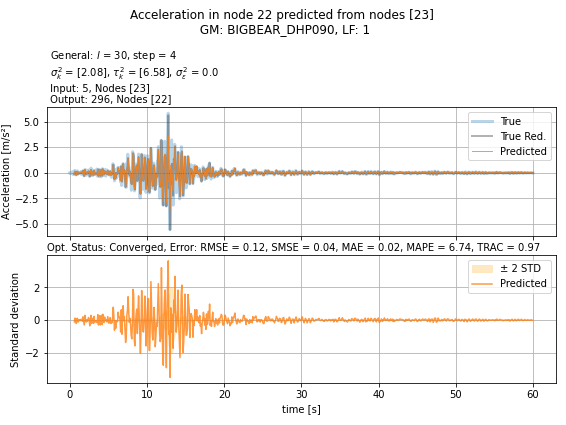 Acceleration in node 22 predicted from nodes [23]
GM: BIGBEAR_DHP090, LF: 1
General: l = 30, step = 4
σ²ₖ = [2.08], τ²ₖ = [6.58], σ²ₑ = 0.0
Input: 5, Nodes [23]
Output: 296, Nodes [22]
Acceleration [m/s²]
5.0
2.5
0.0
−2.5
−5.0
True
True Red.
Predicted
Opt. Status: Converged, Error: RMSE = 0.12, SMSE = 0.04, MAE = 0.02, MAPE = 6.74, TRAC = 0.97
Standard deviation
2
0
−2
± 2 STD
Predicted
0 10 20 30 40 50 60
time [s]